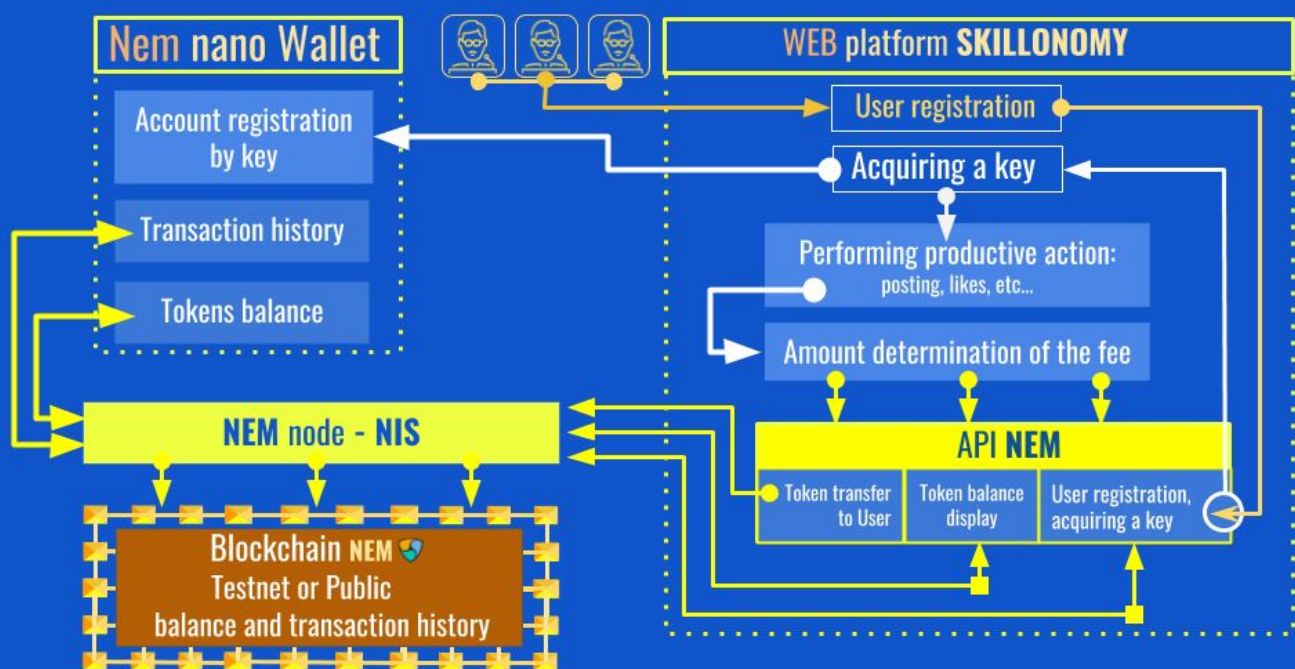 Nem nano Wallet
Account registration
by key
Transaction history
Tokens balance
WEB platform SKILLONOMY
User registration
Acquiring a key
Performing productive action:
posting, likes, etc...
Amount determination of the fee
API NEM
Token transfer
to User
Token balance
display
User registration,
acquiring a key
NEM node - NIS
Blockchain NEM
Testnet or Public
balance and transaction history